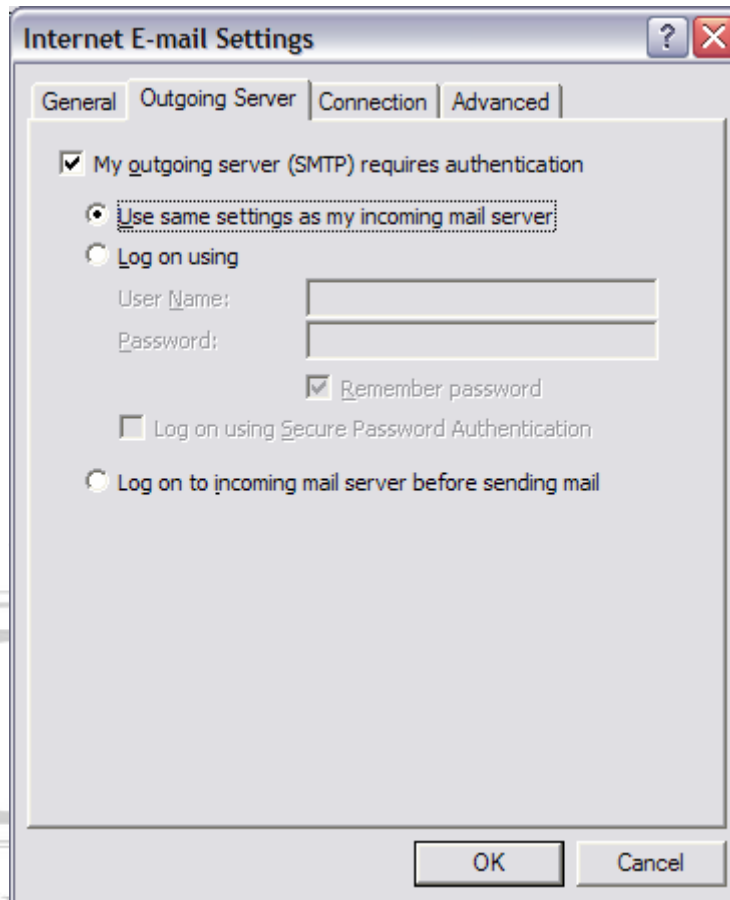 Internet E-mail Settings
General Outgoing Server Connection Advanced
My outgoing server (SMTP) requires authentication
Use same settings as my incoming mail server
Log on using
User Name:
Password:
Remember password
Log on using Secure Password Authentication
Log on to incoming mail server before sending mail
OK Cancel